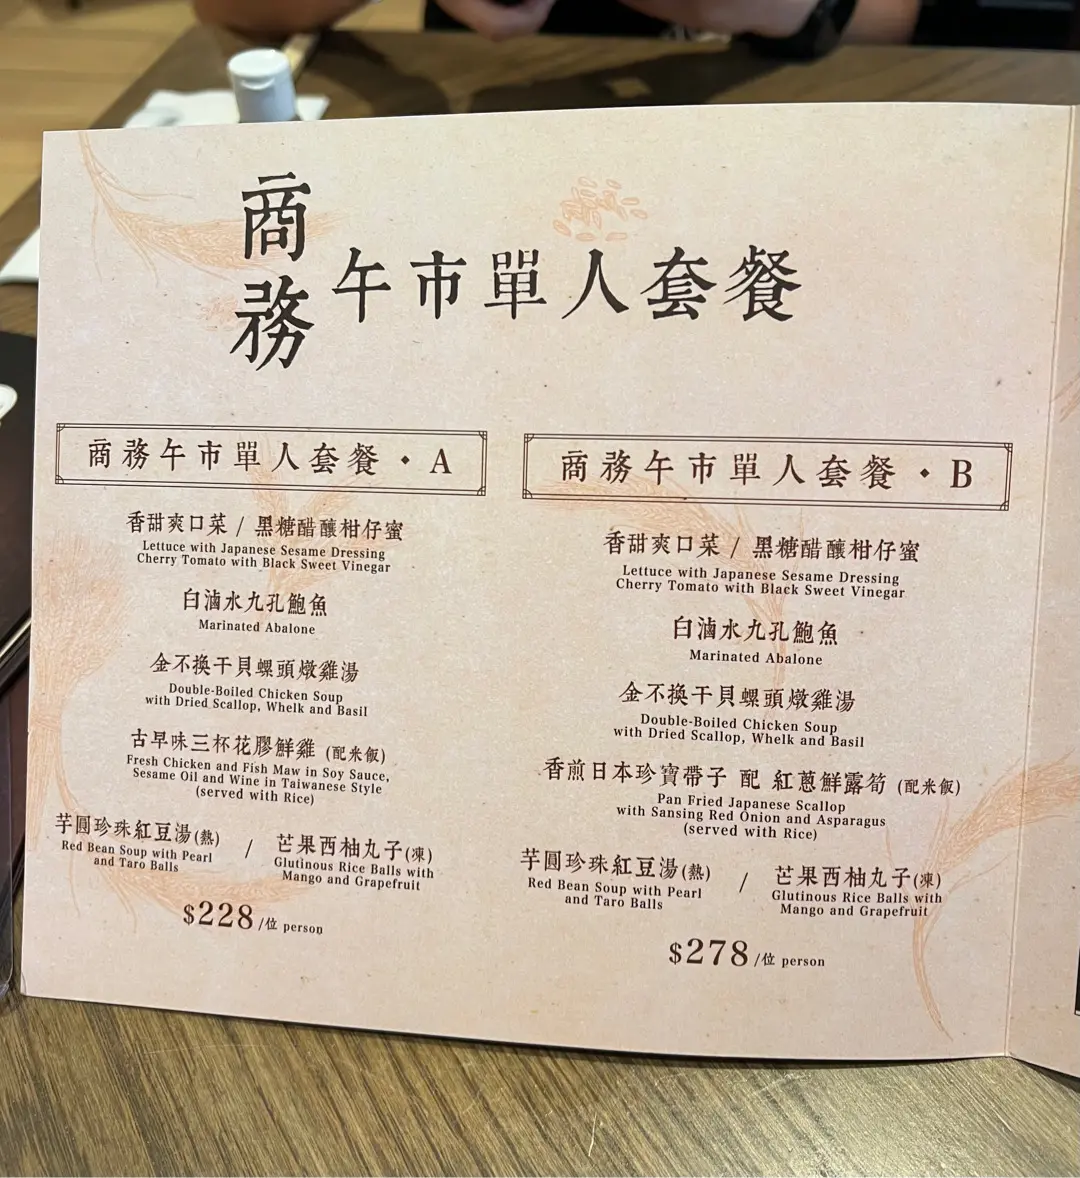 商務
午市單人套餐
商務午市單人套餐・A
香甜爽口菜 / 黑糖醋釀柑仔蜜
Lettuce with Japanese Sesame Dressing
Cherry Tomato with Black Sweet Vinegar
白滷水九孔鮑魚
Marinated Abalone
金不換干貝螺頭燉雞湯
Double-Boiled Chicken Soup
with Dried Scallop, Whelk and Basil
古早味三杯花膠鮮雞 (配米飯)
Fresh Chicken and Fish Maw in Soy Sauce,
Sesame Oil and Wine in Taiwanese Style
(served with Rice)
芋圓珍珠紅豆湯(熱)
Red Bean Soup with Pearl
and Taro Balls
/
芒果西柚丸子(凍)
Glutinous Rice Balls with
Mango and Grapefruit
$228/位 person
商務午市單人套餐・B
香甜爽口菜 / 黑糖醋釀柑仔蜜
Lettuce with Japanese Sesame Dressing
Cherry Tomato with Black Sweet Vinegar
白滷水九孔鮑魚
Marinated Abalone
金不換干貝螺頭燉雞湯
Double-Boiled Chicken Soup
with Dried Scallop, Whelk and Basil
香煎日本珍寶帶子 配 紅蔥鮮露筍 (配米飯)
Pan Fried Japanese Scallop
with Sansing Red Onion and Asparagus
(served with Rice)
芋圓珍珠紅豆湯(熱)
Red Bean Soup with Pearl
and Taro Balls
/
芒果西柚丸子(凍)
Glutinous Rice Balls with
Mango and Grapefruit
$278/位 person